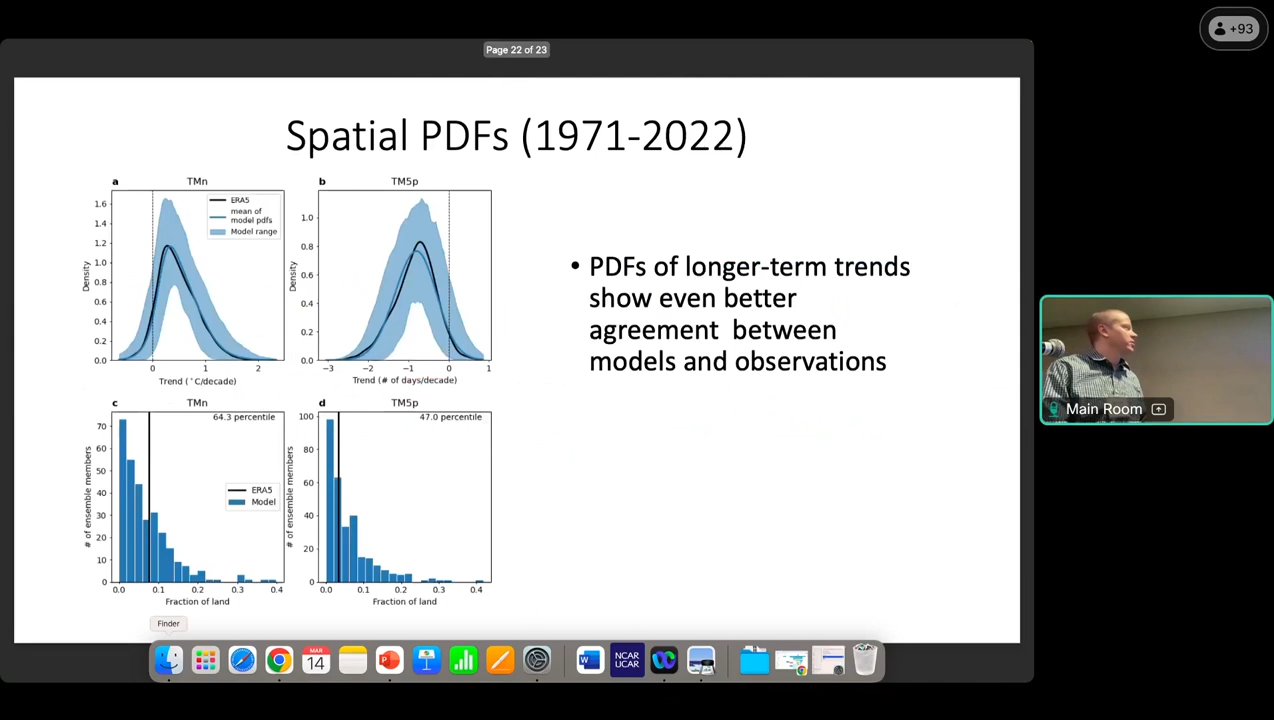 +93
Page 22 of 23
Spatial PDFs (1971-2022)
a
TMn
b
TM5p
ERA5
mean of
model pdfs
Model range
Density
1.6
1.4
1.2
1.0
0.8
0.6
0.4
0.2
0.0
0
1
2
Trend (˚C/decade)
Density
1.0
0.8
0.6
0.4
0.2
0.0
−3
−2
−1
0
1
Trend (# of days/decade)
• PDFs of longer-term trends
show even better
agreement between
models and observations
c
TMn
d
TM5p
64.3 percentile
ERA5
Model
# of ensemble members
70
60
50
40
30
20
10
0
0.0
0.1
0.2
0.3
0.4
Fraction of land
47.0 percentile
# of ensemble members
100
80
60
40
20
0
0.0
0.1
0.2
0.3
0.4
Fraction of land
Main Room
Finder
MAR
14
NCAR
UCAR